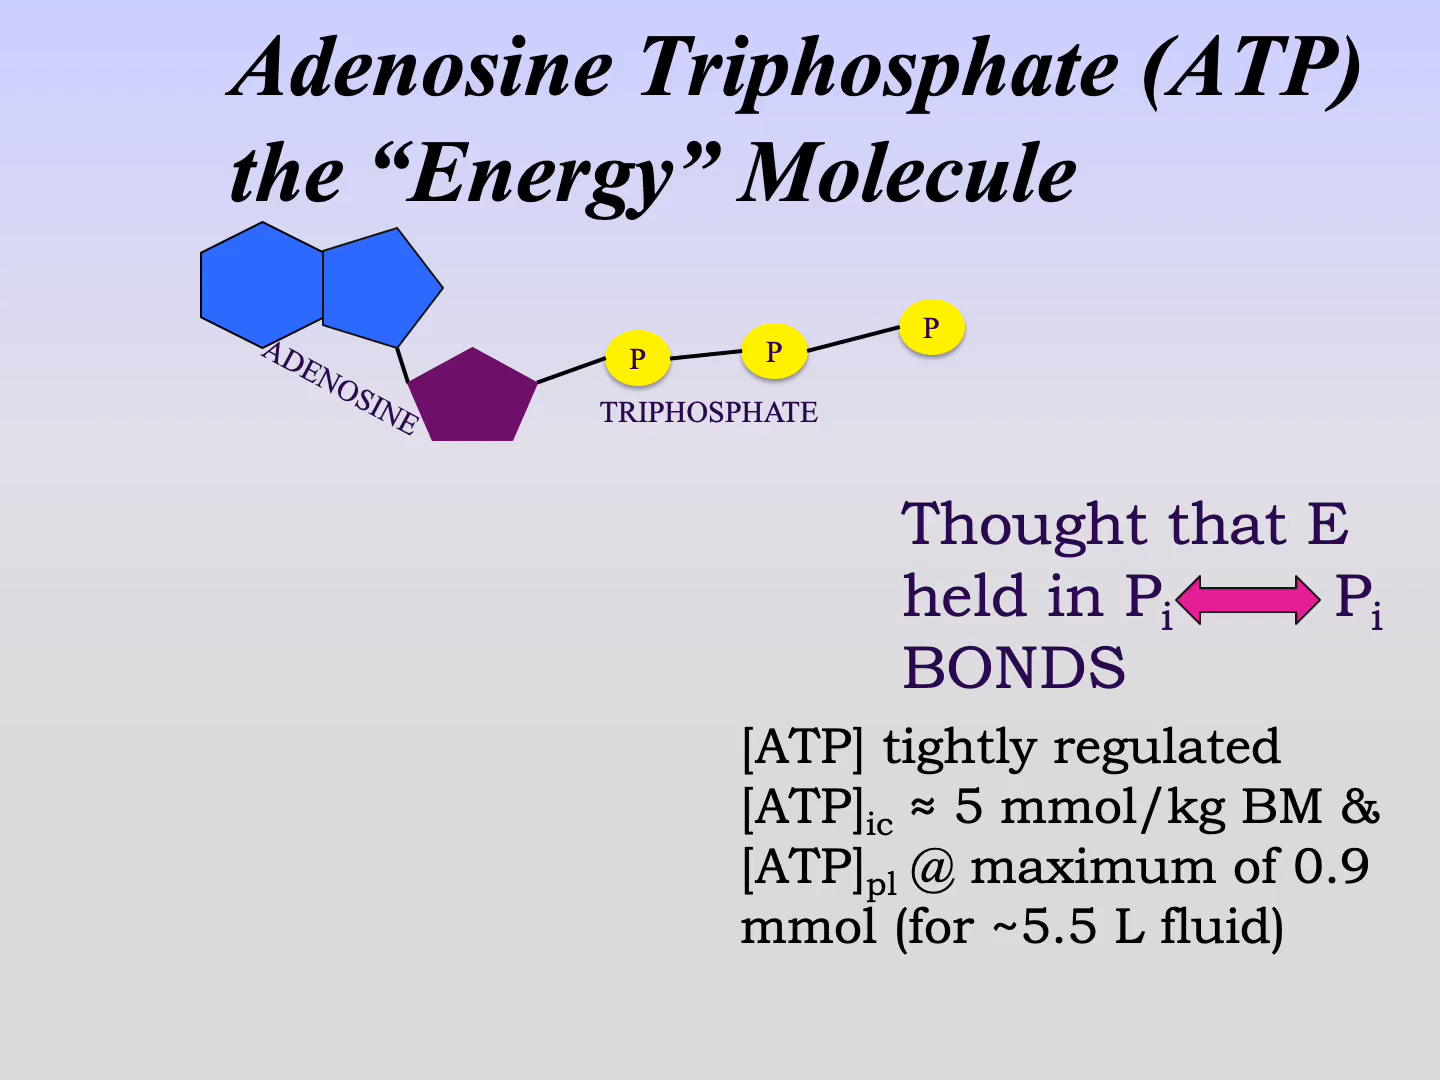 Adenosine Triphosphate (ATP)
the “Energy” Molecule
P P P
ADENOSINE
TRIPHOSPHATE
Thought that E
held in Pi Pi
BONDS
[ATP] tightly regulated
[ATP]ic ≈ 5 mmol/kg BM &
[ATP]pl @ maximum of 0.9
mmol (for ~5.5 L fluid)